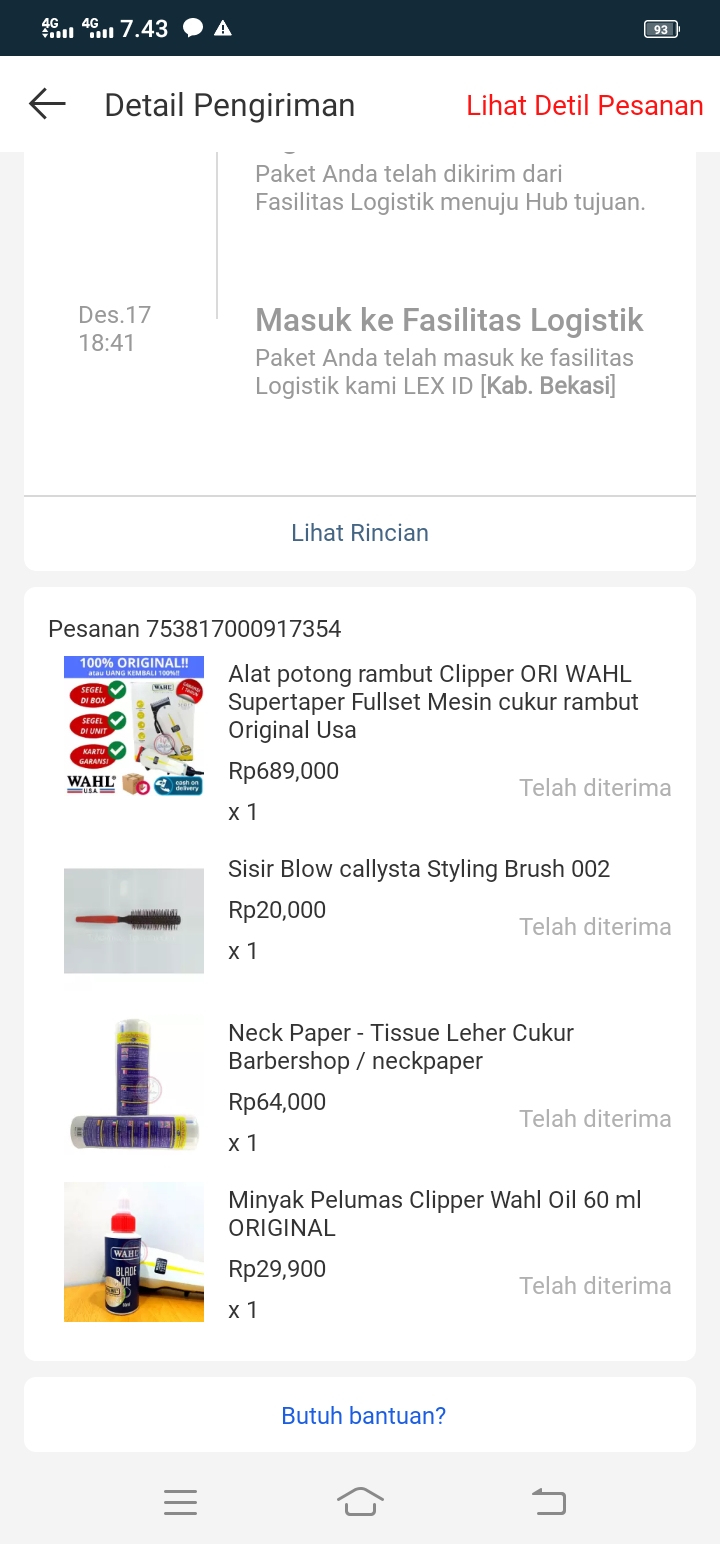 4G 4G 7.43 93
Detail Pengiriman Lihat Detil Pesanan
Paket Anda telah dikirim dari
Fasilitas Logistik menuju Hub tujuan.
Des.17
18:41
Masuk ke Fasilitas Logistik
Paket Anda telah masuk ke fasilitas
Logistik kami LEX ID [Kab. Bekasi]
Lihat Rincian
Pesanan 753817000917354
100% ORIGINAL!!
atau UANG KEMBALI 100%!!
SEGEL
DI BOX
SEGEL
DI UNIT
KARTU
GARANSI
WAHL
WAHL
U.S.A
cash on
delivery
Alat potong rambut Clipper ORI WAHL
Supertaper Fullset Mesin cukur rambut
Original Usa
Rp689,000
Telah diterima
x 1
Sisir Blow callysta Styling Brush 002
Rp20,000
Telah diterima
x 1
Neck Paper - Tissue Leher Cukur
Barbershop / neckpaper
Rp64,000
Telah diterima
x 1
WAHL
BLADE
OIL
Minyak Pelumas Clipper Wahl Oil 60 ml
ORIGINAL
Rp29,900
Telah diterima
x 1
Butuh bantuan?